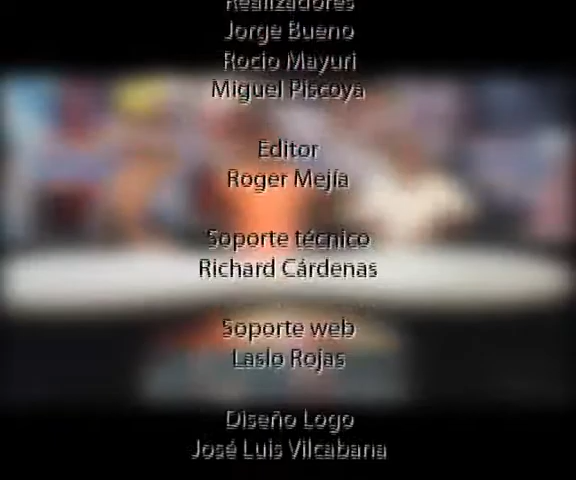 Realizadores
Jorge Bueno
Rocio Mayuri
Miguel Piscoya
Editor
Roger Mejía
Soporte técnico
Richard Cárdenas
Soporte web
Laslo Rojas
Diseño Logo
José Luis Vilcabana